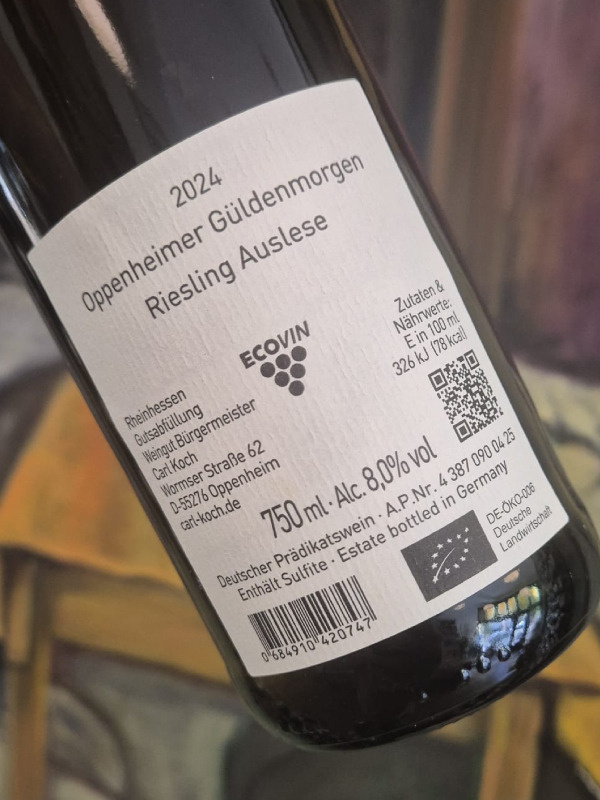 2024
Oppenheimer Güldenmorgen
Riesling Auslese
ECOVIN
Zutaten &
Nährwerte:
E in 100 ml
326 kJ (78 kcal)
Rheinhessen
Gutsabfüllung
Weingut Bürgermeister
Carl Koch
Wormser Straße 62
D-55276 Oppenheim
carl-koch.de
750 ml · Alc. 8,0% vol
Deutscher Prädikatswein · A.P.Nr. 4 387 090 04 25
Enthält Sulfite · Estate bottled in Germany
DE-ÖKO-006
Deutsche
Landwirtschaft
0 684910 420747